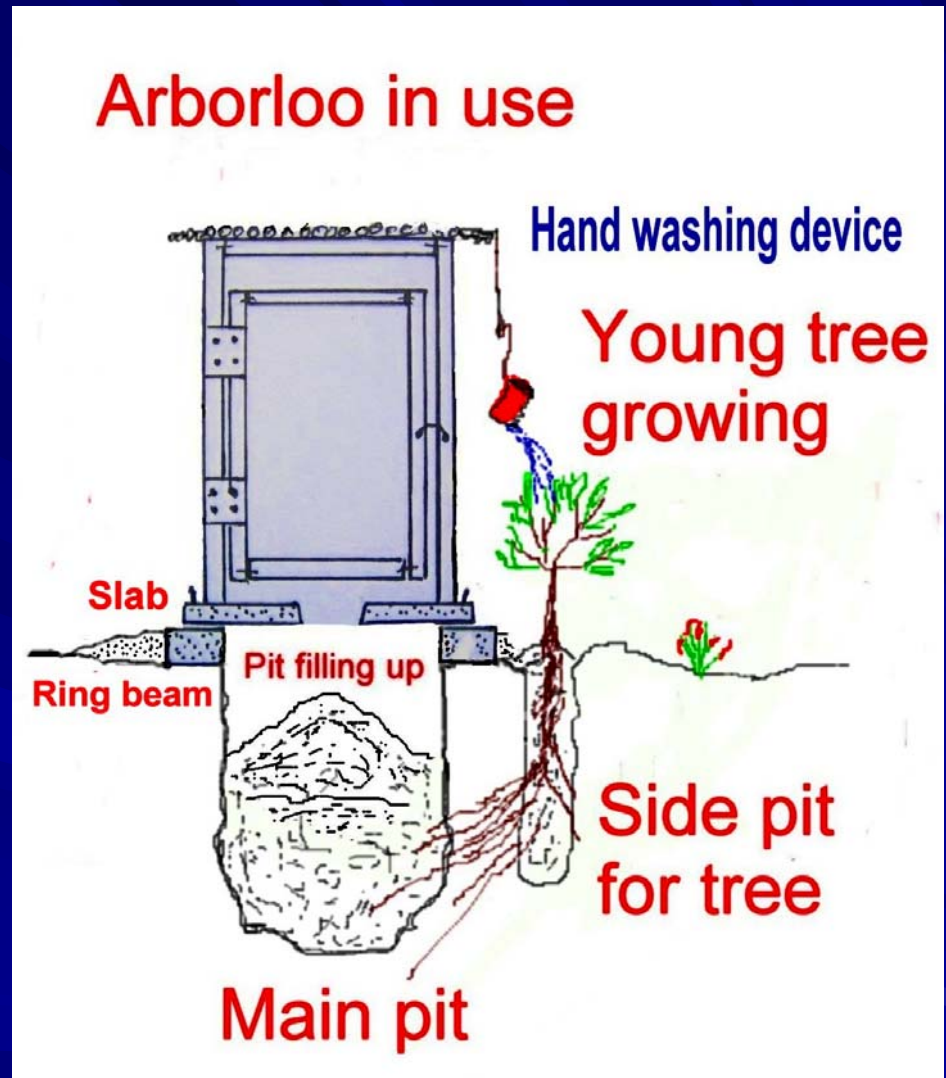 Arborloo in use
Hand washing device
Young tree
growing
Slab
Pit filling up
Ring beam
Side pit
for tree
Main pit